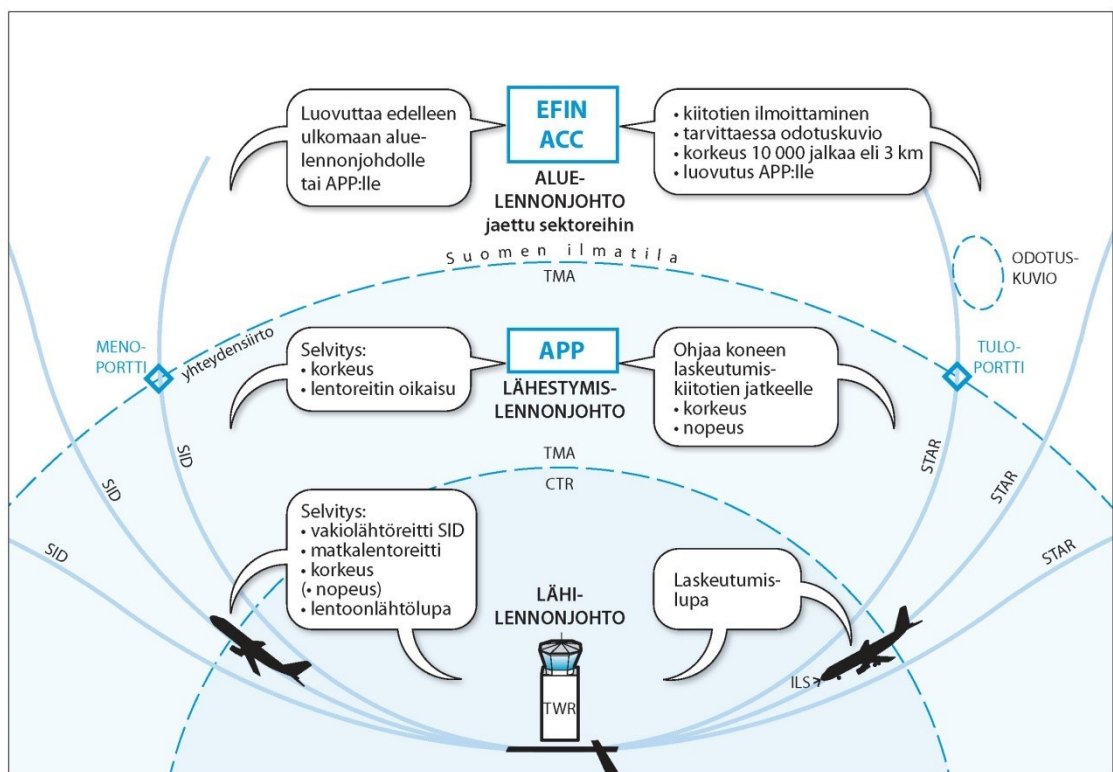 Luovuttaa edelleen
ulkomaan alue-
lennonjohdolle
tai APP:lle
EFIN
ACC
ALUE-
LENNONJOHTO
jaettu sektoreihin
• kiitotien ilmoittaminen
• tarvittaessa odotuskuvio
• korkeus 10 000 jalkaa eli 3 km
• luovutus APP:lle
Suomen ilmatila
TMA
ODOTUS-
KUVIO
MENO-
PORTTI
yhteydensiirto
Selvitys:
• korkeus
• lentoreitin oikaisu
APP
LÄHESTYMIS-
LENNONJOHTO
Ohjaa koneen
laskeutumis-
kiitotien jatkeelle
• korkeus
• nopeus
TULO-
PORTTI
SID
SID
SID
TMA
CTR
STAR
STAR
STAR
Selvitys:
• vakiolähtöreitti SID
• matkalentoreitti
• korkeus
(• nopeus)
• lentoonlähtölupa
LÄHI-
LENNONJOHTO
TWR
Laskeutumis-
lupa
ILS